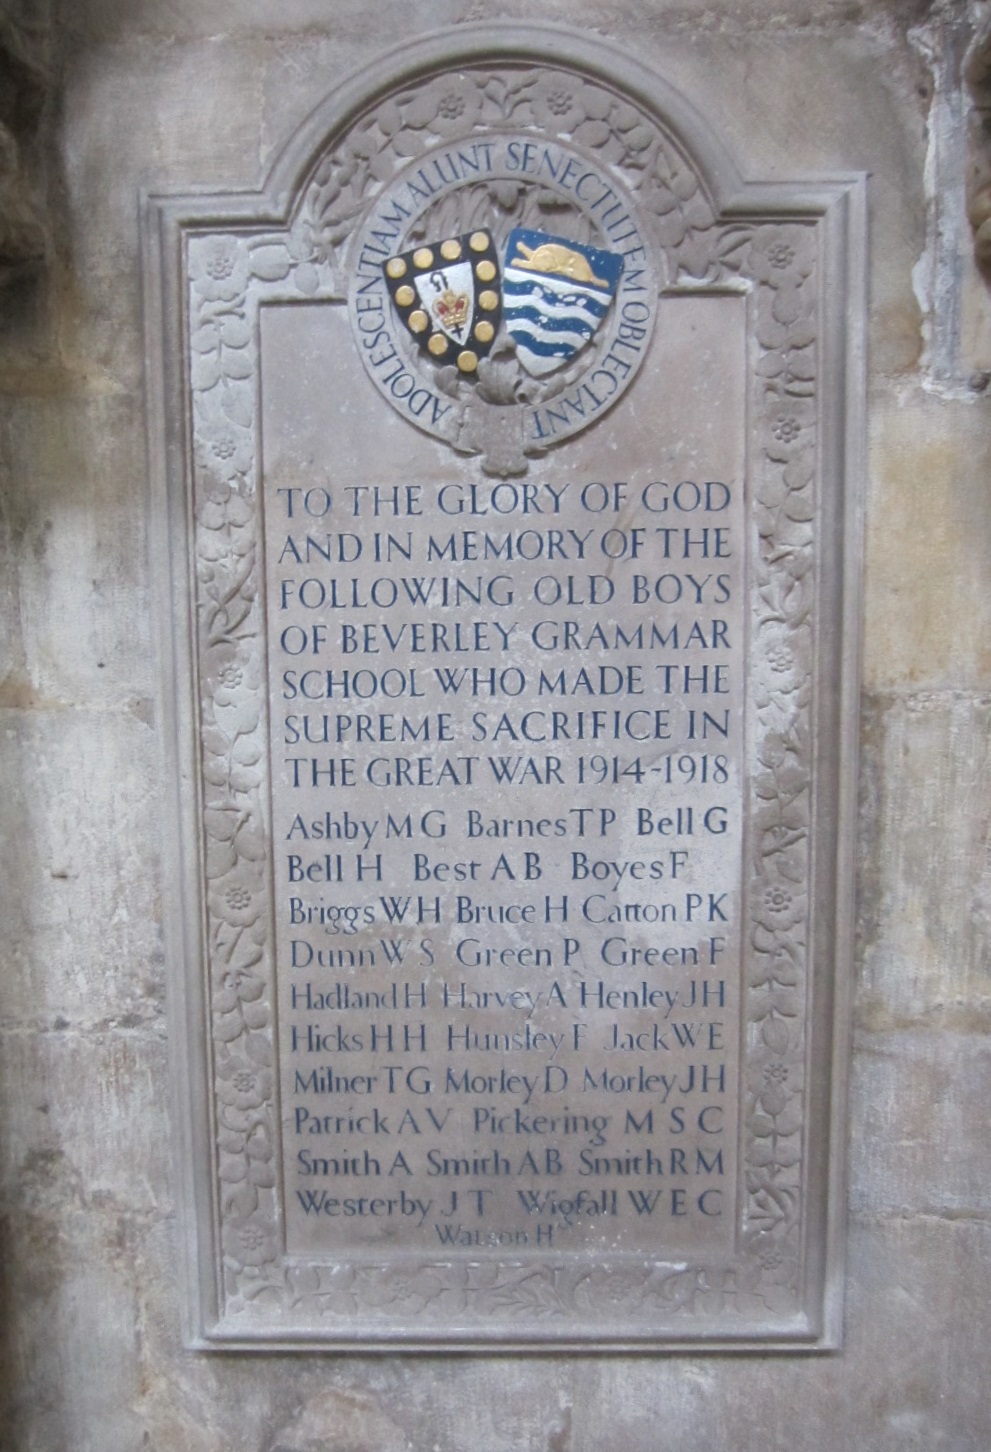 ADOLESCENTIAM ALUNT SENECTUTEM OBLECTANT
TO THE GLORY OF GOD
AND IN MEMORY OF THE
FOLLOWING OLD BOYS
OF BEVERLEY GRAMMAR
SCHOOL WHO MADE THE
SUPREME SACRIFICE IN
THE GREAT WAR 1914-1918
Ashby M G Barnes T P Bell G
Bell H Best A B Boyes F
Briggs W H Bruce H Catton P K
Dunn W S Green P Green F
Hadland H Harvey A Henley J H
Hicks H H Hunsley F Jack W E
Milner T G Morley D Morley J H
Patrick A V Pickering M S C
Smith A Smith A B Smith R M
Westerby J T Wigfall W E C
Watson H